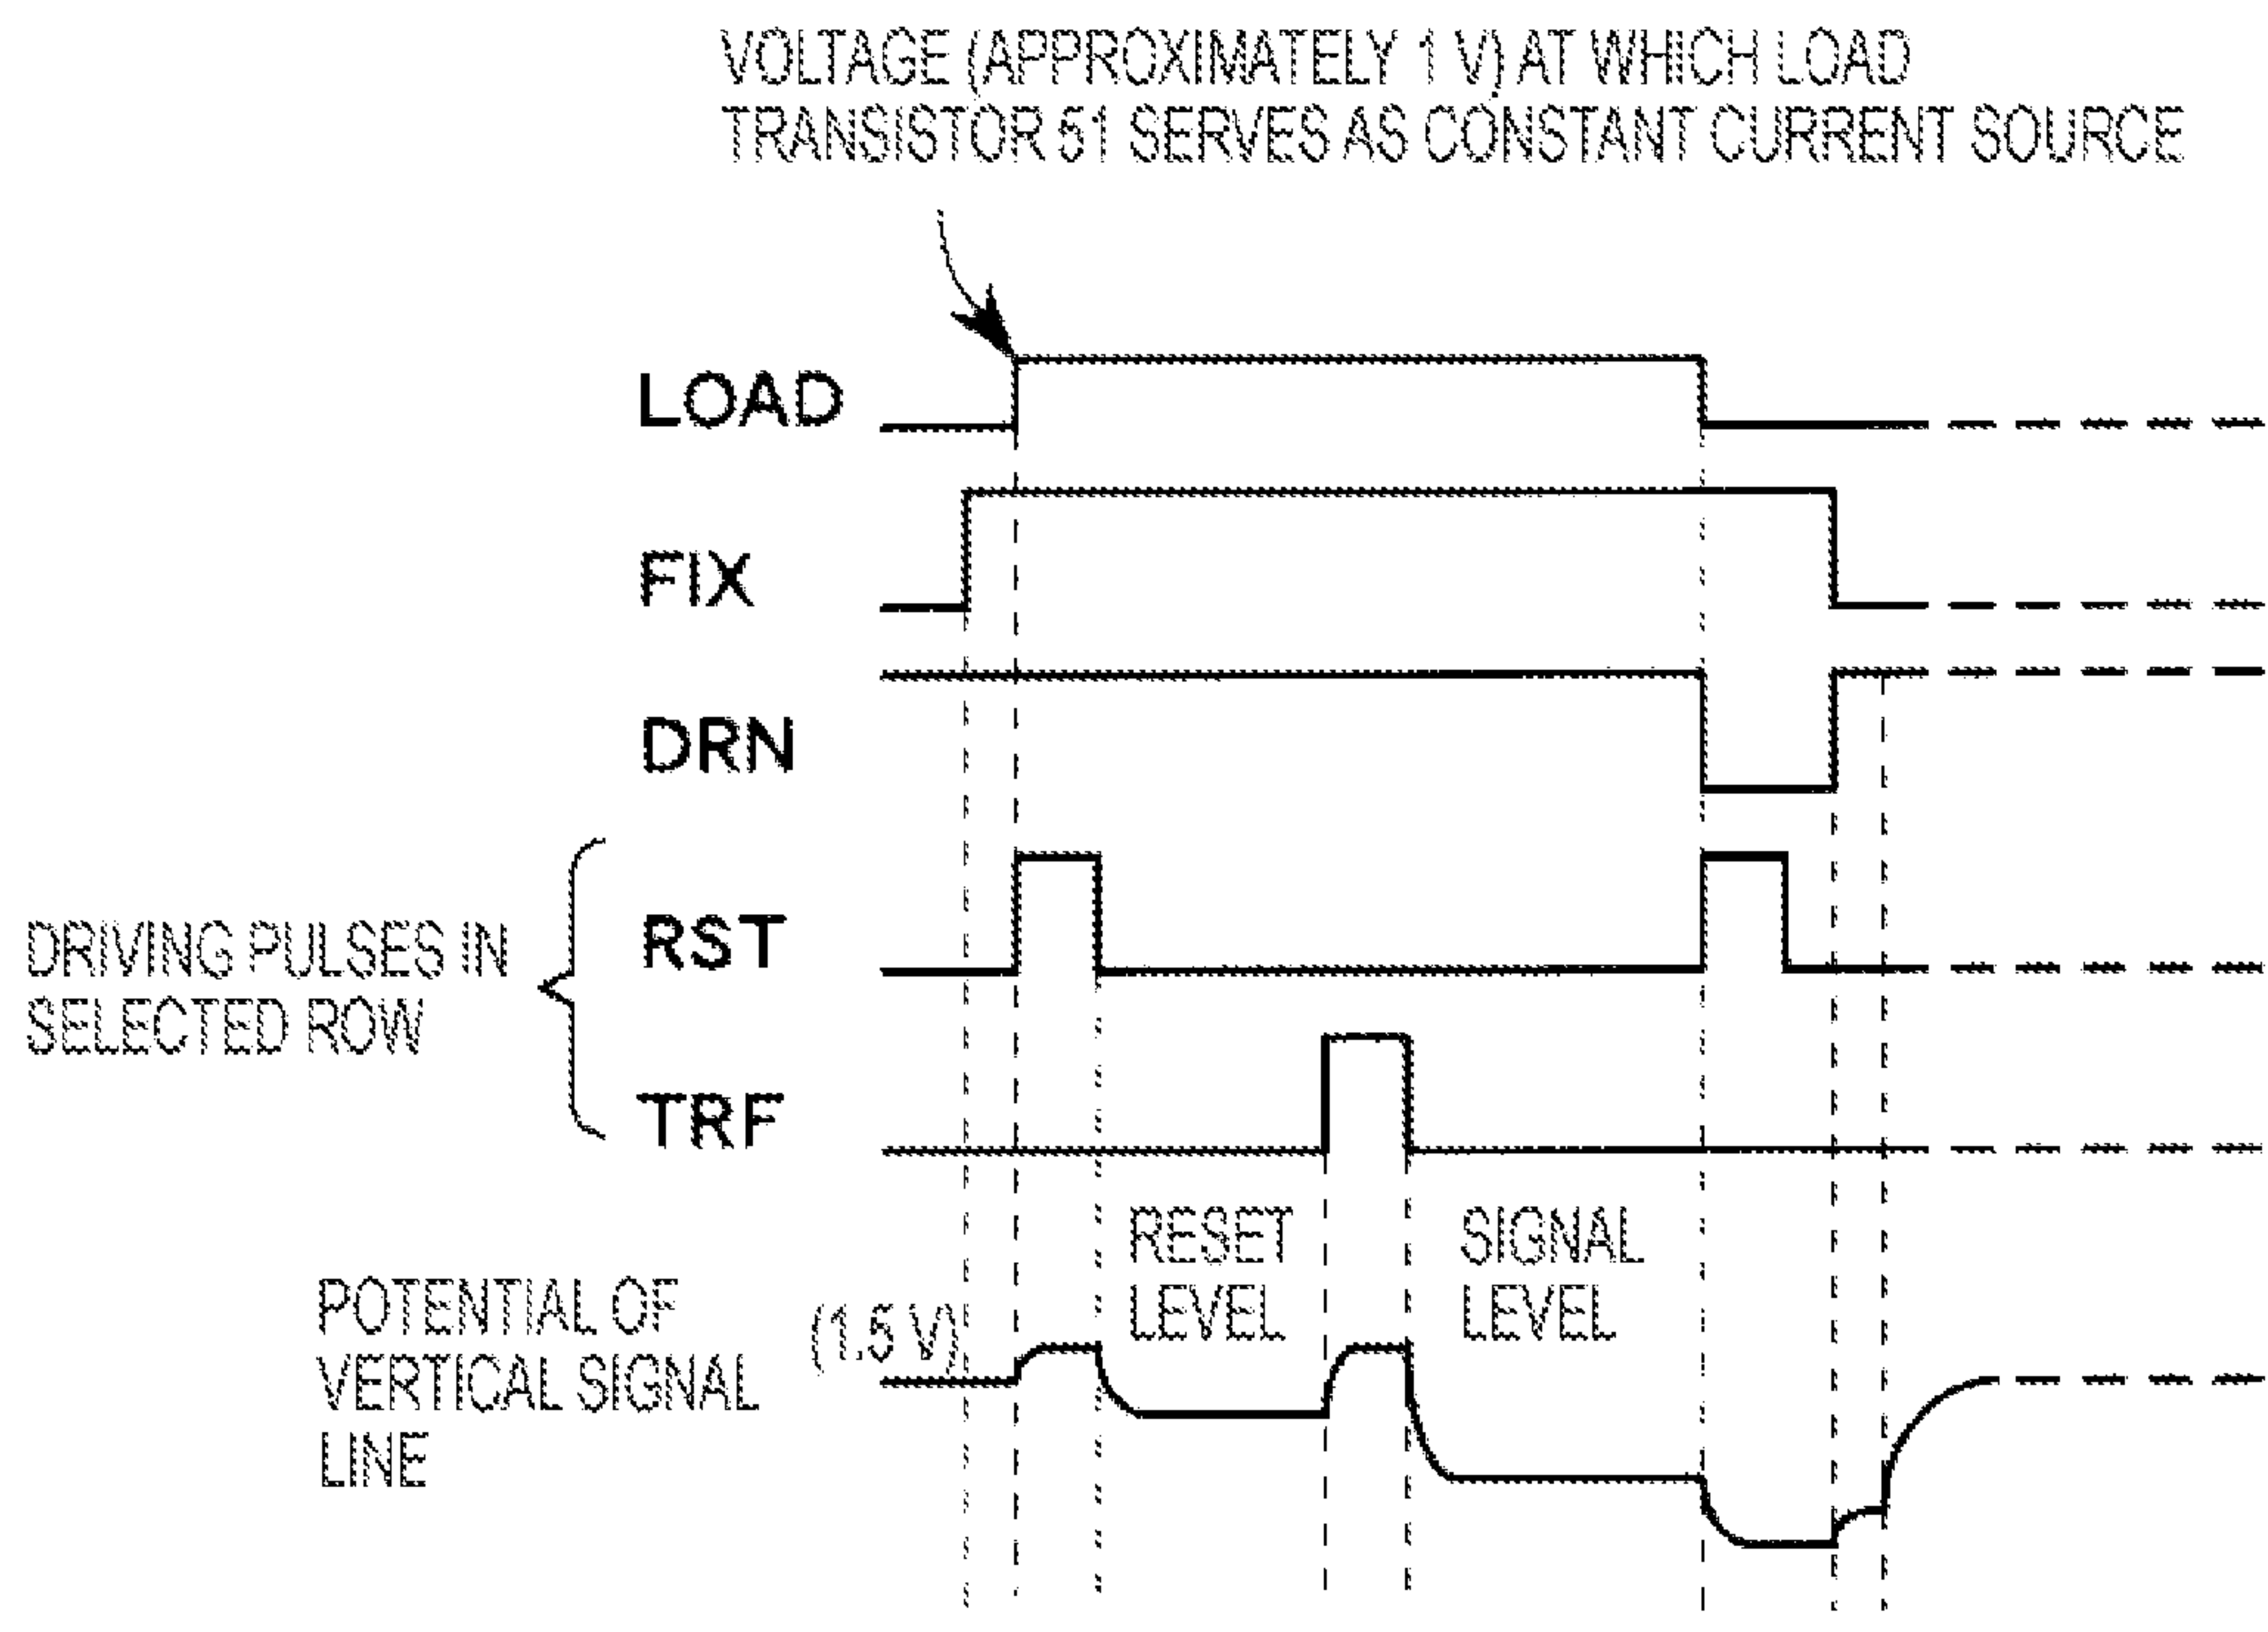 VOLTAGE (APPROXIMATELY 1 V) AT WHICH LOAD
TRANSISTOR 51 SERVES AS CONSTANT CURRENT SOURCE
LOAD
FIX
DRN
DRIVING PULSES IN
SELECTED ROW
RST
TRF
RESET
LEVEL
SIGNAL
LEVEL
POTENTIAL OF
VERTICAL SIGNAL
LINE
(1.5 V)